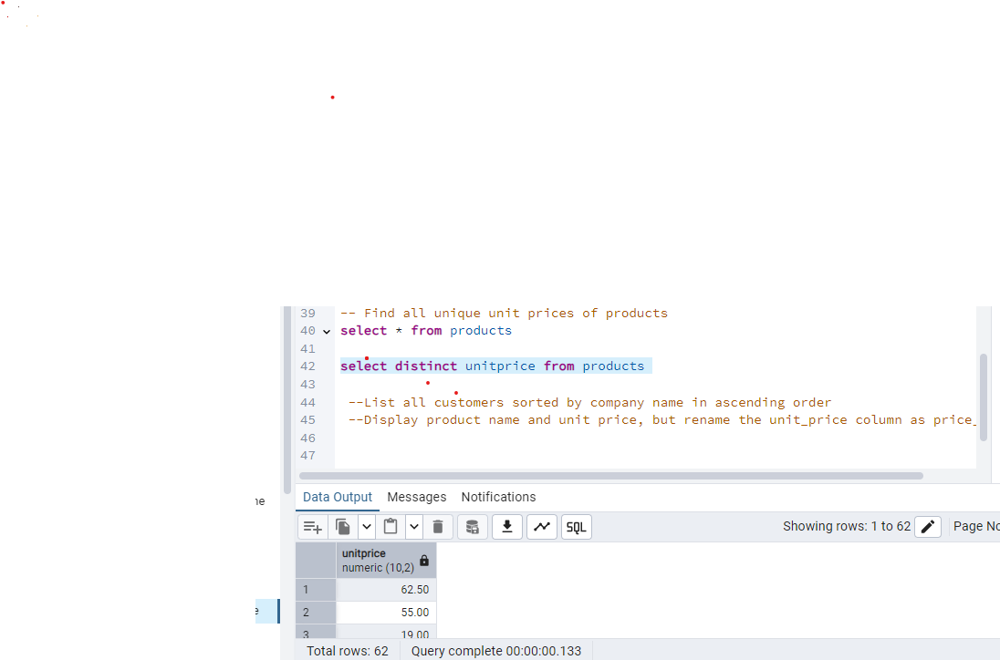 39 -- Find all unique unit prices of products
40 select * from products
41
42 select distinct unitprice from products
43
44 --List all customers sorted by company name in ascending order
45 --Display product name and unit price, but rename the unit_price column as price_
46
47
Data Output Messages Notifications
SQL Showing rows: 1 to 62 Page No
unitprice
numeric (10,2)
1 62.50
2 55.00
3 19.00
Total rows: 62 Query complete 00:00:00.133